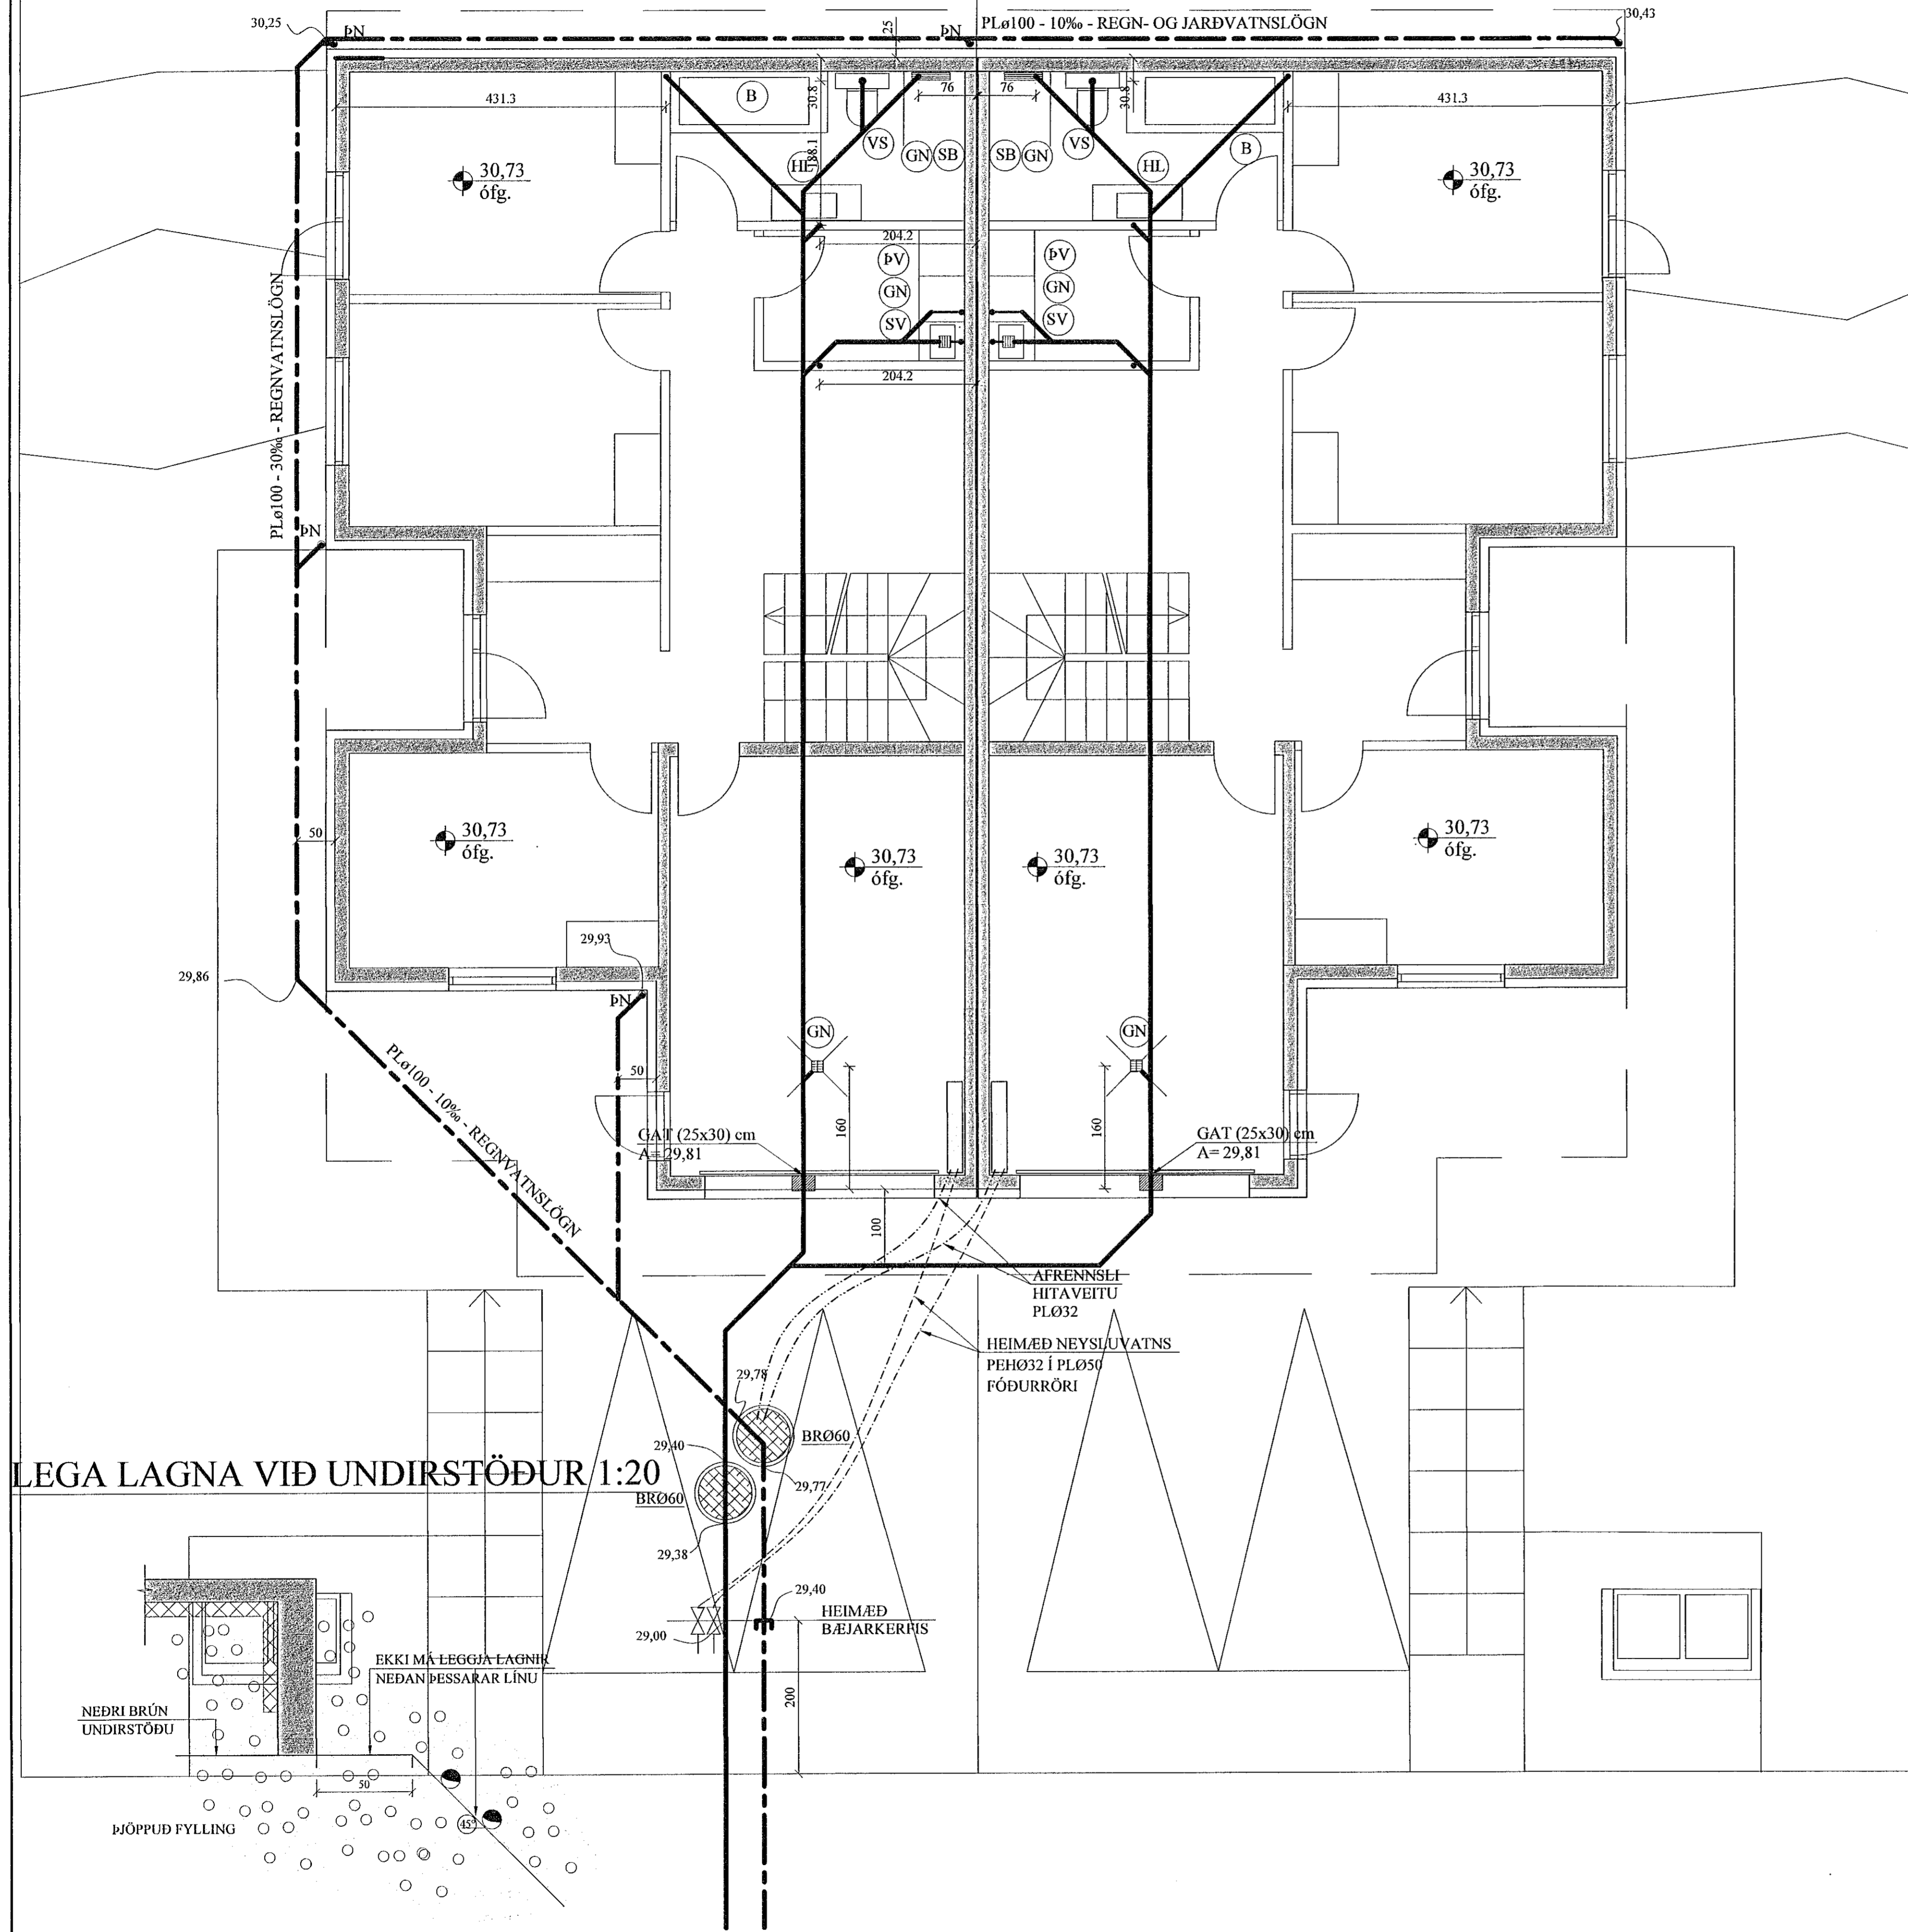 30,25
ÞN
25
ÞN
PLø100 - 10‰ - REGN- OG JARÐVATNSLÖGN
30,43
431.3
B
30.8
76
76
30.8
431.3
VS
GN
SB
SB
GN
VS
B
HL
188.1
HL
30,73
ófg.
30,73
ófg.
204.2
ÞV
ÞV
GN
GN
SV
SV
204.2
PLø100 - 30‰ - REGNVATNSLÖGN
ÞN
50
30,73
ófg.
30,73
ófg.
30,73
ófg.
30,73
ófg.
29,93
29,86
ÞN
GN
GN
PLø100 - 10‰ - REGNVATNSLÖGN
50
160
160
GAT (25x30) cm
A= 29,81
GAT (25x30) cm
A= 29,81
100
AFRENNSLI
HITAVEITU
PLØ32
HEIMÆÐ NEYSLUVATNS
PEHØ32 Í PLØ50
FÓÐURRÖRI
29,78
BRØ60
29,40
LEGA LAGNA VIÐ UNDIRSTÖÐUR 1:20
29,77
BRØ60
29,38
29,40
HEIMÆÐ
BÆJARKERFIS
29,00
EKKI MÁ LEGGJA LAGNIR
NEÐAN ÞESSARAR LÍNU
200
NEÐRI BRÚN
UNDIRSTÖÐU
50
45°
ÞJÖPPUÐ FYLLING